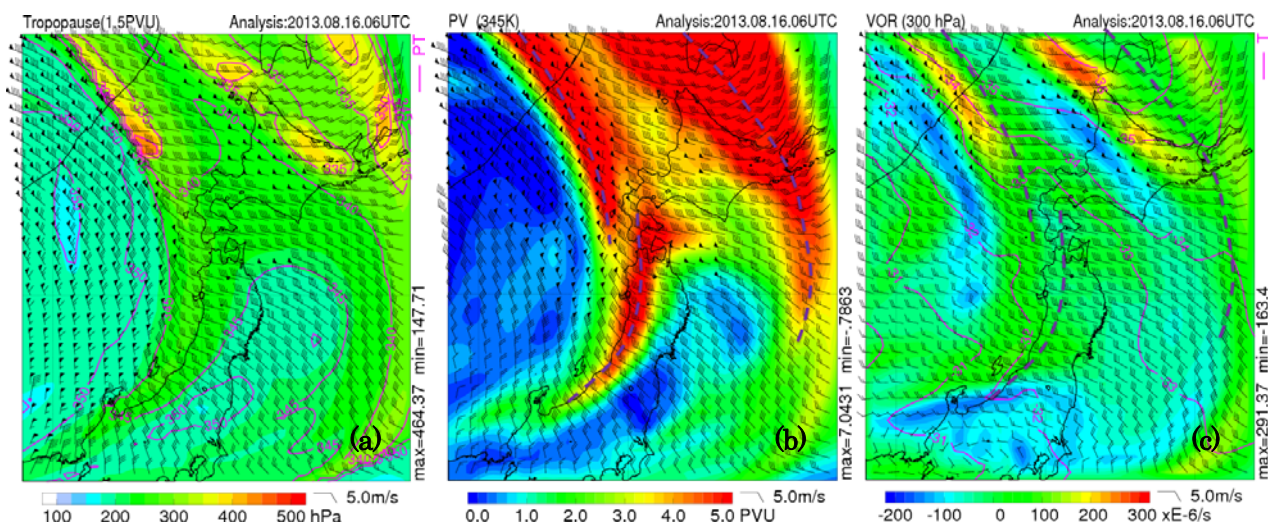 Tropopause(1.5PVU) Analysis:2013.08.16.06UTC
PT
max=464.37 min=147.71
(a)
5.0m/s
100 200 300 400 500 hPa
PV (345K) Analysis:2013.08.16.06UTC
max=7.0431 min=-.7863
(b)
5.0m/s
0.0 1.0 2.0 3.0 4.0 5.0 PVU
VOR (300 hPa) Analysis:2013.08.16.06UTC
T
max=291.37 min=-163.4
(c)
5.0m/s
-200 -100 0 100 200 300 xE-6/s